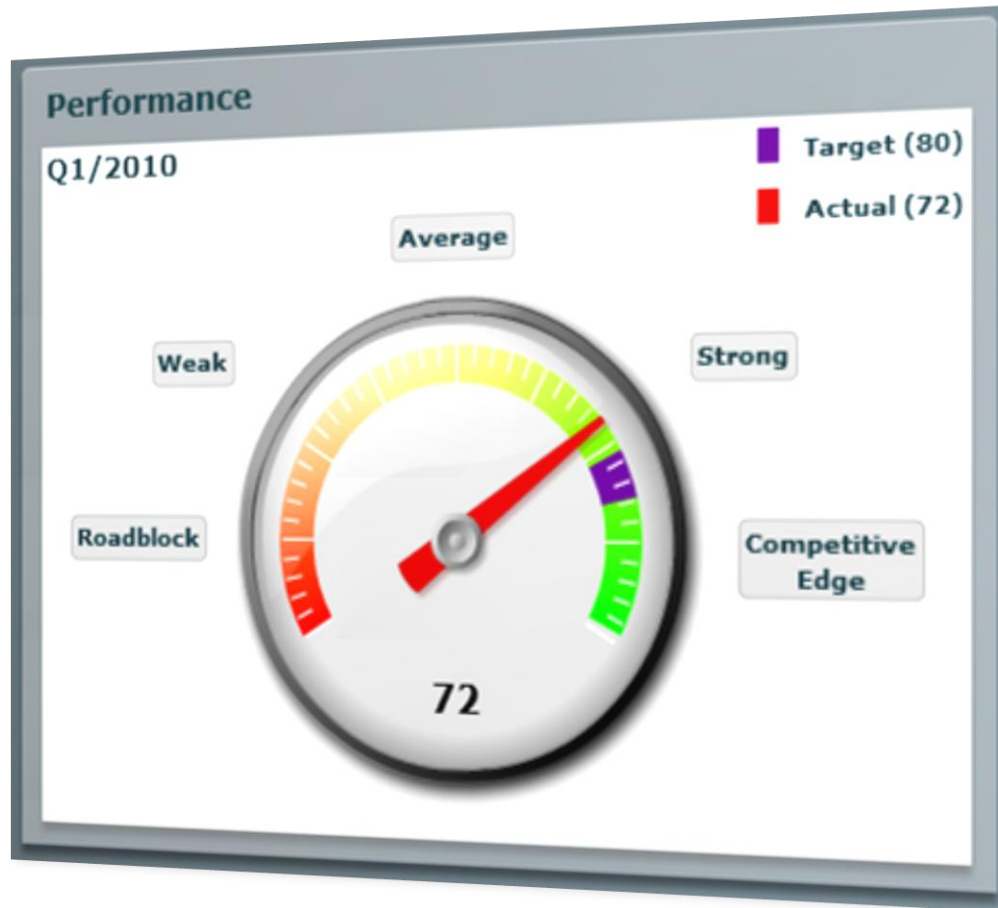 Performance
Q1/2010
Target (80)
Actual (72)
Average
Weak
Strong
Roadblock
Competitive
Edge
72